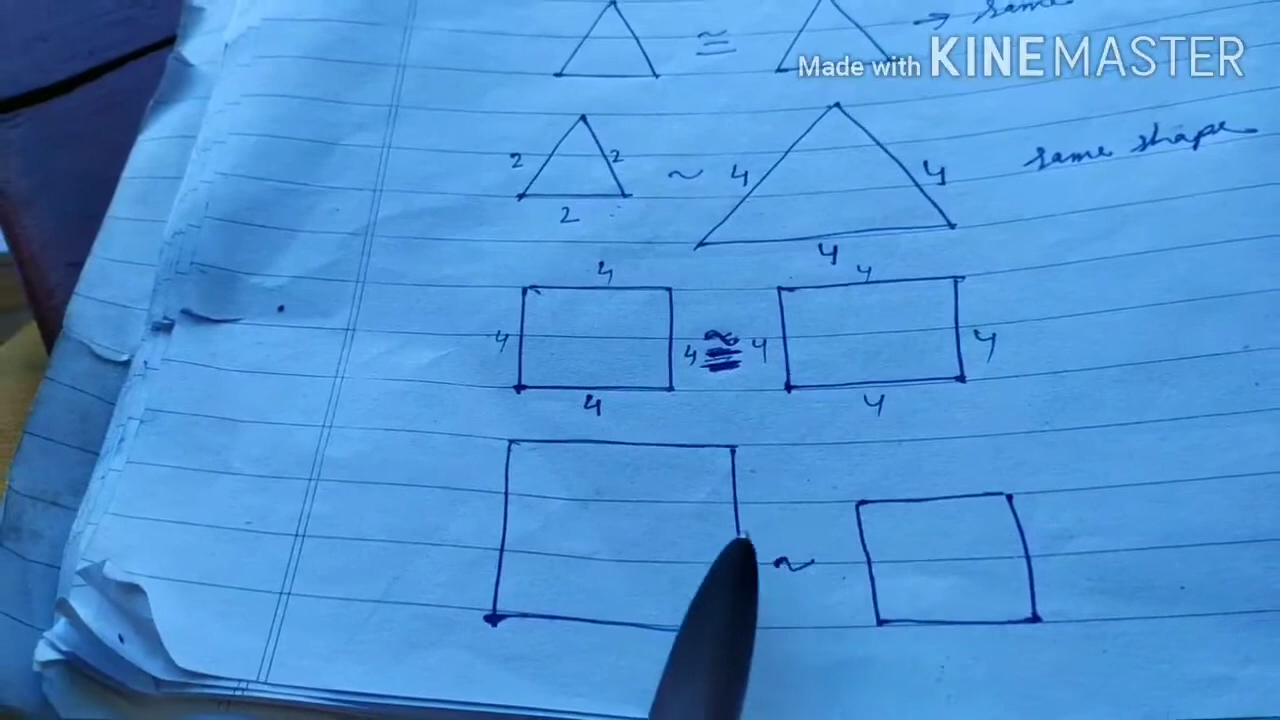 ≅ → same
Made with KINEMASTER
2 2 ~ 4 4 same shape
2 4
4 4
4 4 ≅ 4 4
4 4
~